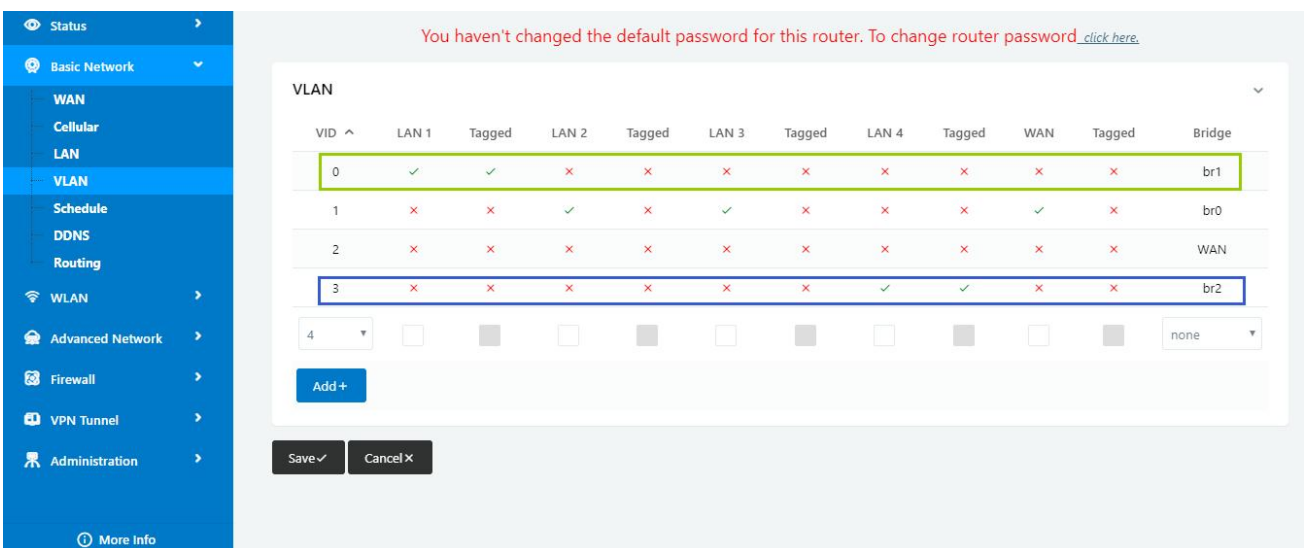 Status
Basic Network
WAN
Cellular
LAN
VLAN
Schedule
DDNS
Routing
WLAN
Advanced Network
Firewall
VPN Tunnel
Administration
More Info
You haven't changed the default password for this router. To change router password click here.
VLAN
VID LAN 1 Tagged LAN 2 Tagged LAN 3 Tagged LAN 4 Tagged WAN Tagged Bridge
0 ✓ ✓ × × × × × × × × br1
1 × × ✓ × ✓ × × × ✓ × br0
2 × × × × × × × × × × WAN
3 × × × × × × ✓ ✓ × × br2
4 none
Add+
Save✓ Cancel×